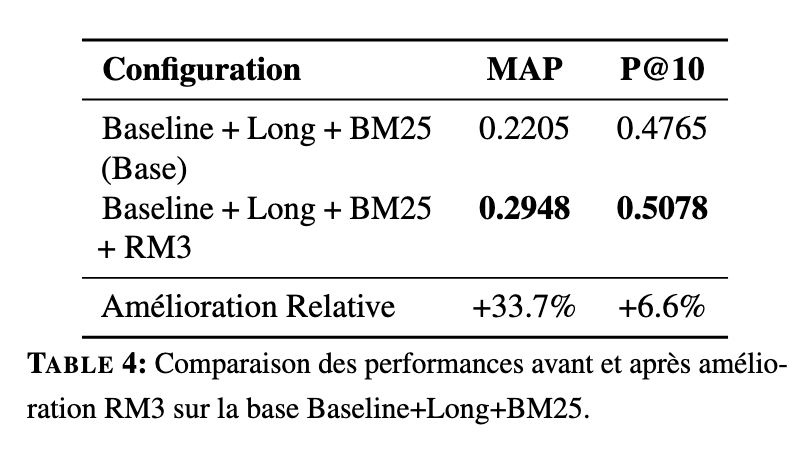 Configuration MAP P@10
Baseline + Long + BM25 0.2205 0.4765
(Base)
Baseline + Long + BM25 0.2948 0.5078
+ RM3
Amélioration Relative +33.7% +6.6%
TABLE 4: Comparaison des performances avant et après amélio-
ration RM3 sur la base Baseline+Long+BM25.